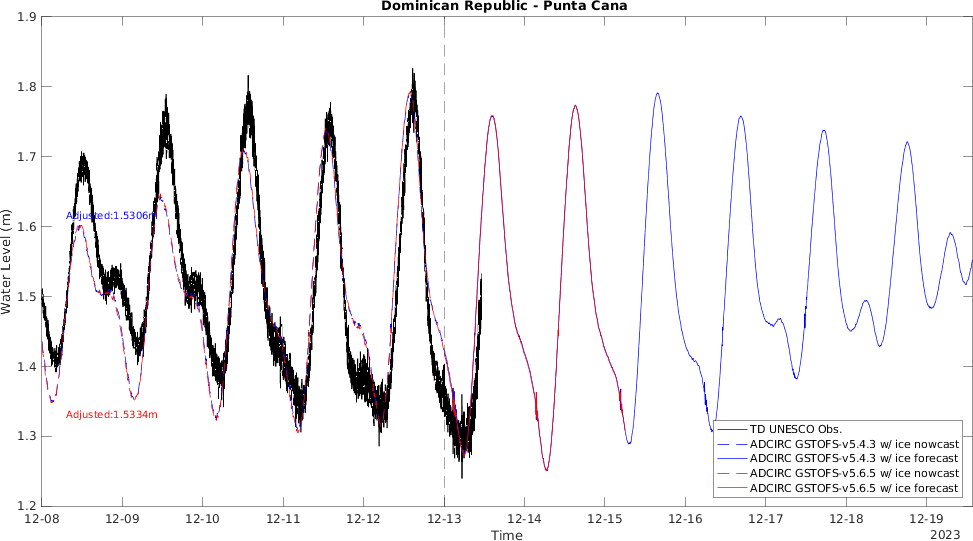 Dominican Republic - Punta Cana
Water Level (m)
1.9
1.8
1.7
1.6
1.5
1.4
1.3
1.2
Adjusted:1.5306m
Adjusted:1.5334m
TD UNESCO Obs.
ADCIRC GSTOFS-v5.4.3 w/ ice nowcast
ADCIRC GSTOFS-v5.4.3 w/ ice forecast
ADCIRC GSTOFS-v5.6.5 w/ ice nowcast
ADCIRC GSTOFS-v5.6.5 w/ ice forecast
12-08 12-09 12-10 12-11 12-12 12-13 12-14 12-15 12-16 12-17 12-18 12-19
Time
2023